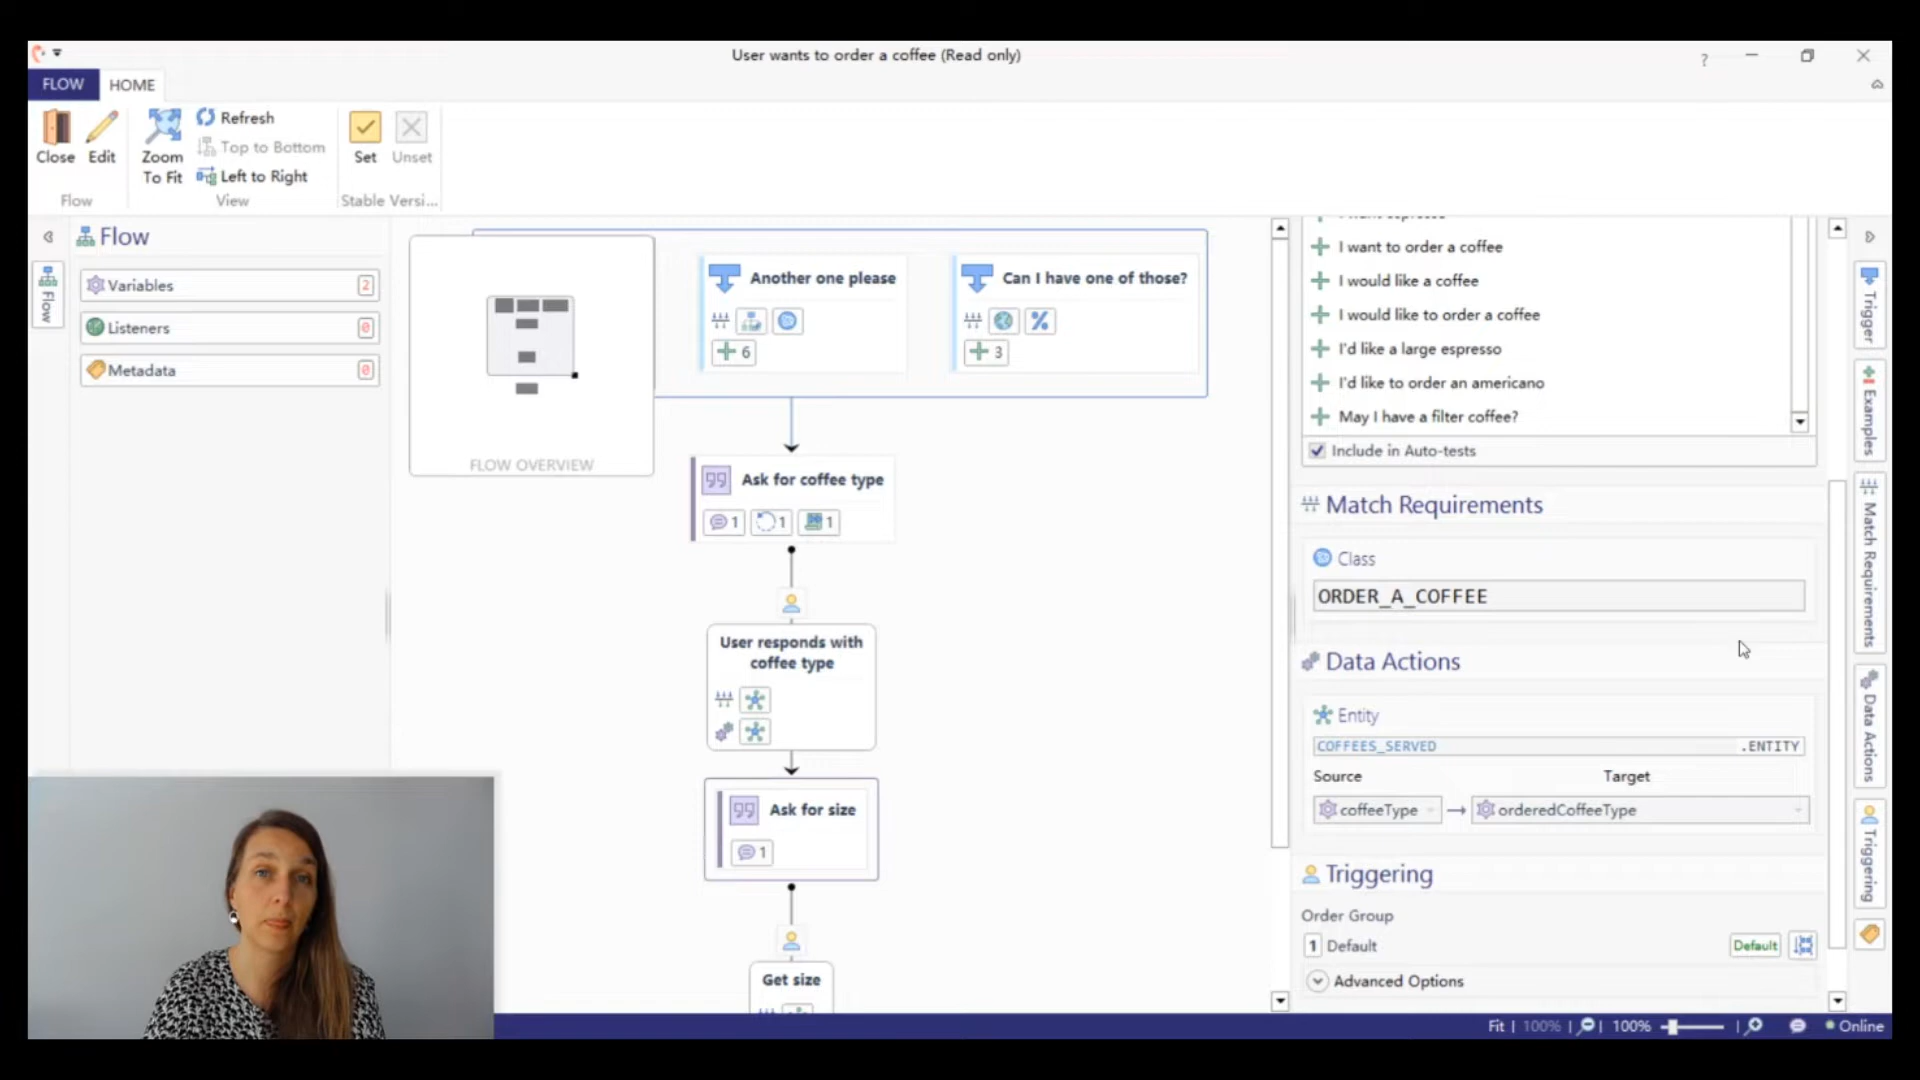 User wants to order a coffee (Read only)
?
FLOW
HOME
Close
Edit
Zoom
To Fit
Refresh
Top to Bottom
Left to Right
Set
Unset
Flow
View
Stable Versi...
Flow
Flow
Variables 2
Listeners 0
Metadata 0
FLOW OVERVIEW
Another one please
6
Can I have one of those?
3
Ask for coffee type
1
1
1
User responds with
coffee type
Ask for size
1
Get size
I want espresso
I want to order a coffee
I would like a coffee
I would like to order a coffee
I'd like a large espresso
I'd like to order an americano
May I have a filter coffee?
Include in Auto-tests
Match Requirements
Class
ORDER_A_COFFEE
Data Actions
Entity
COFFEES_SERVED .ENTITY
Source Target
coffeeType → orderedCoffeeType
Triggering
Order Group
1 Default Default
Advanced Options
Trigger
Examples
Match Requirements
Data Actions
Triggering
Fit | 100% | | 100% | Online